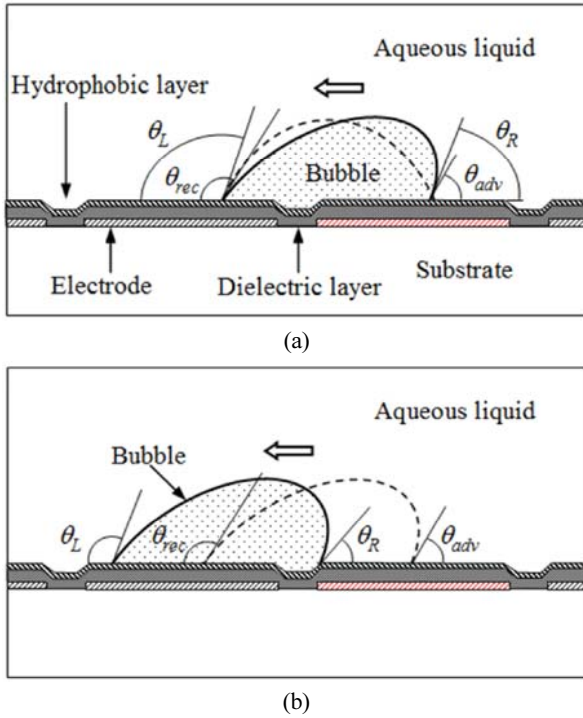 Aqueous liquid
Hydrophobic layer
θL
θR
θrec
Bubble
θadv
Electrode
Dielectric layer
Substrate
(a)
Aqueous liquid
Bubble
θL
θrec
θR
θadv
(b)